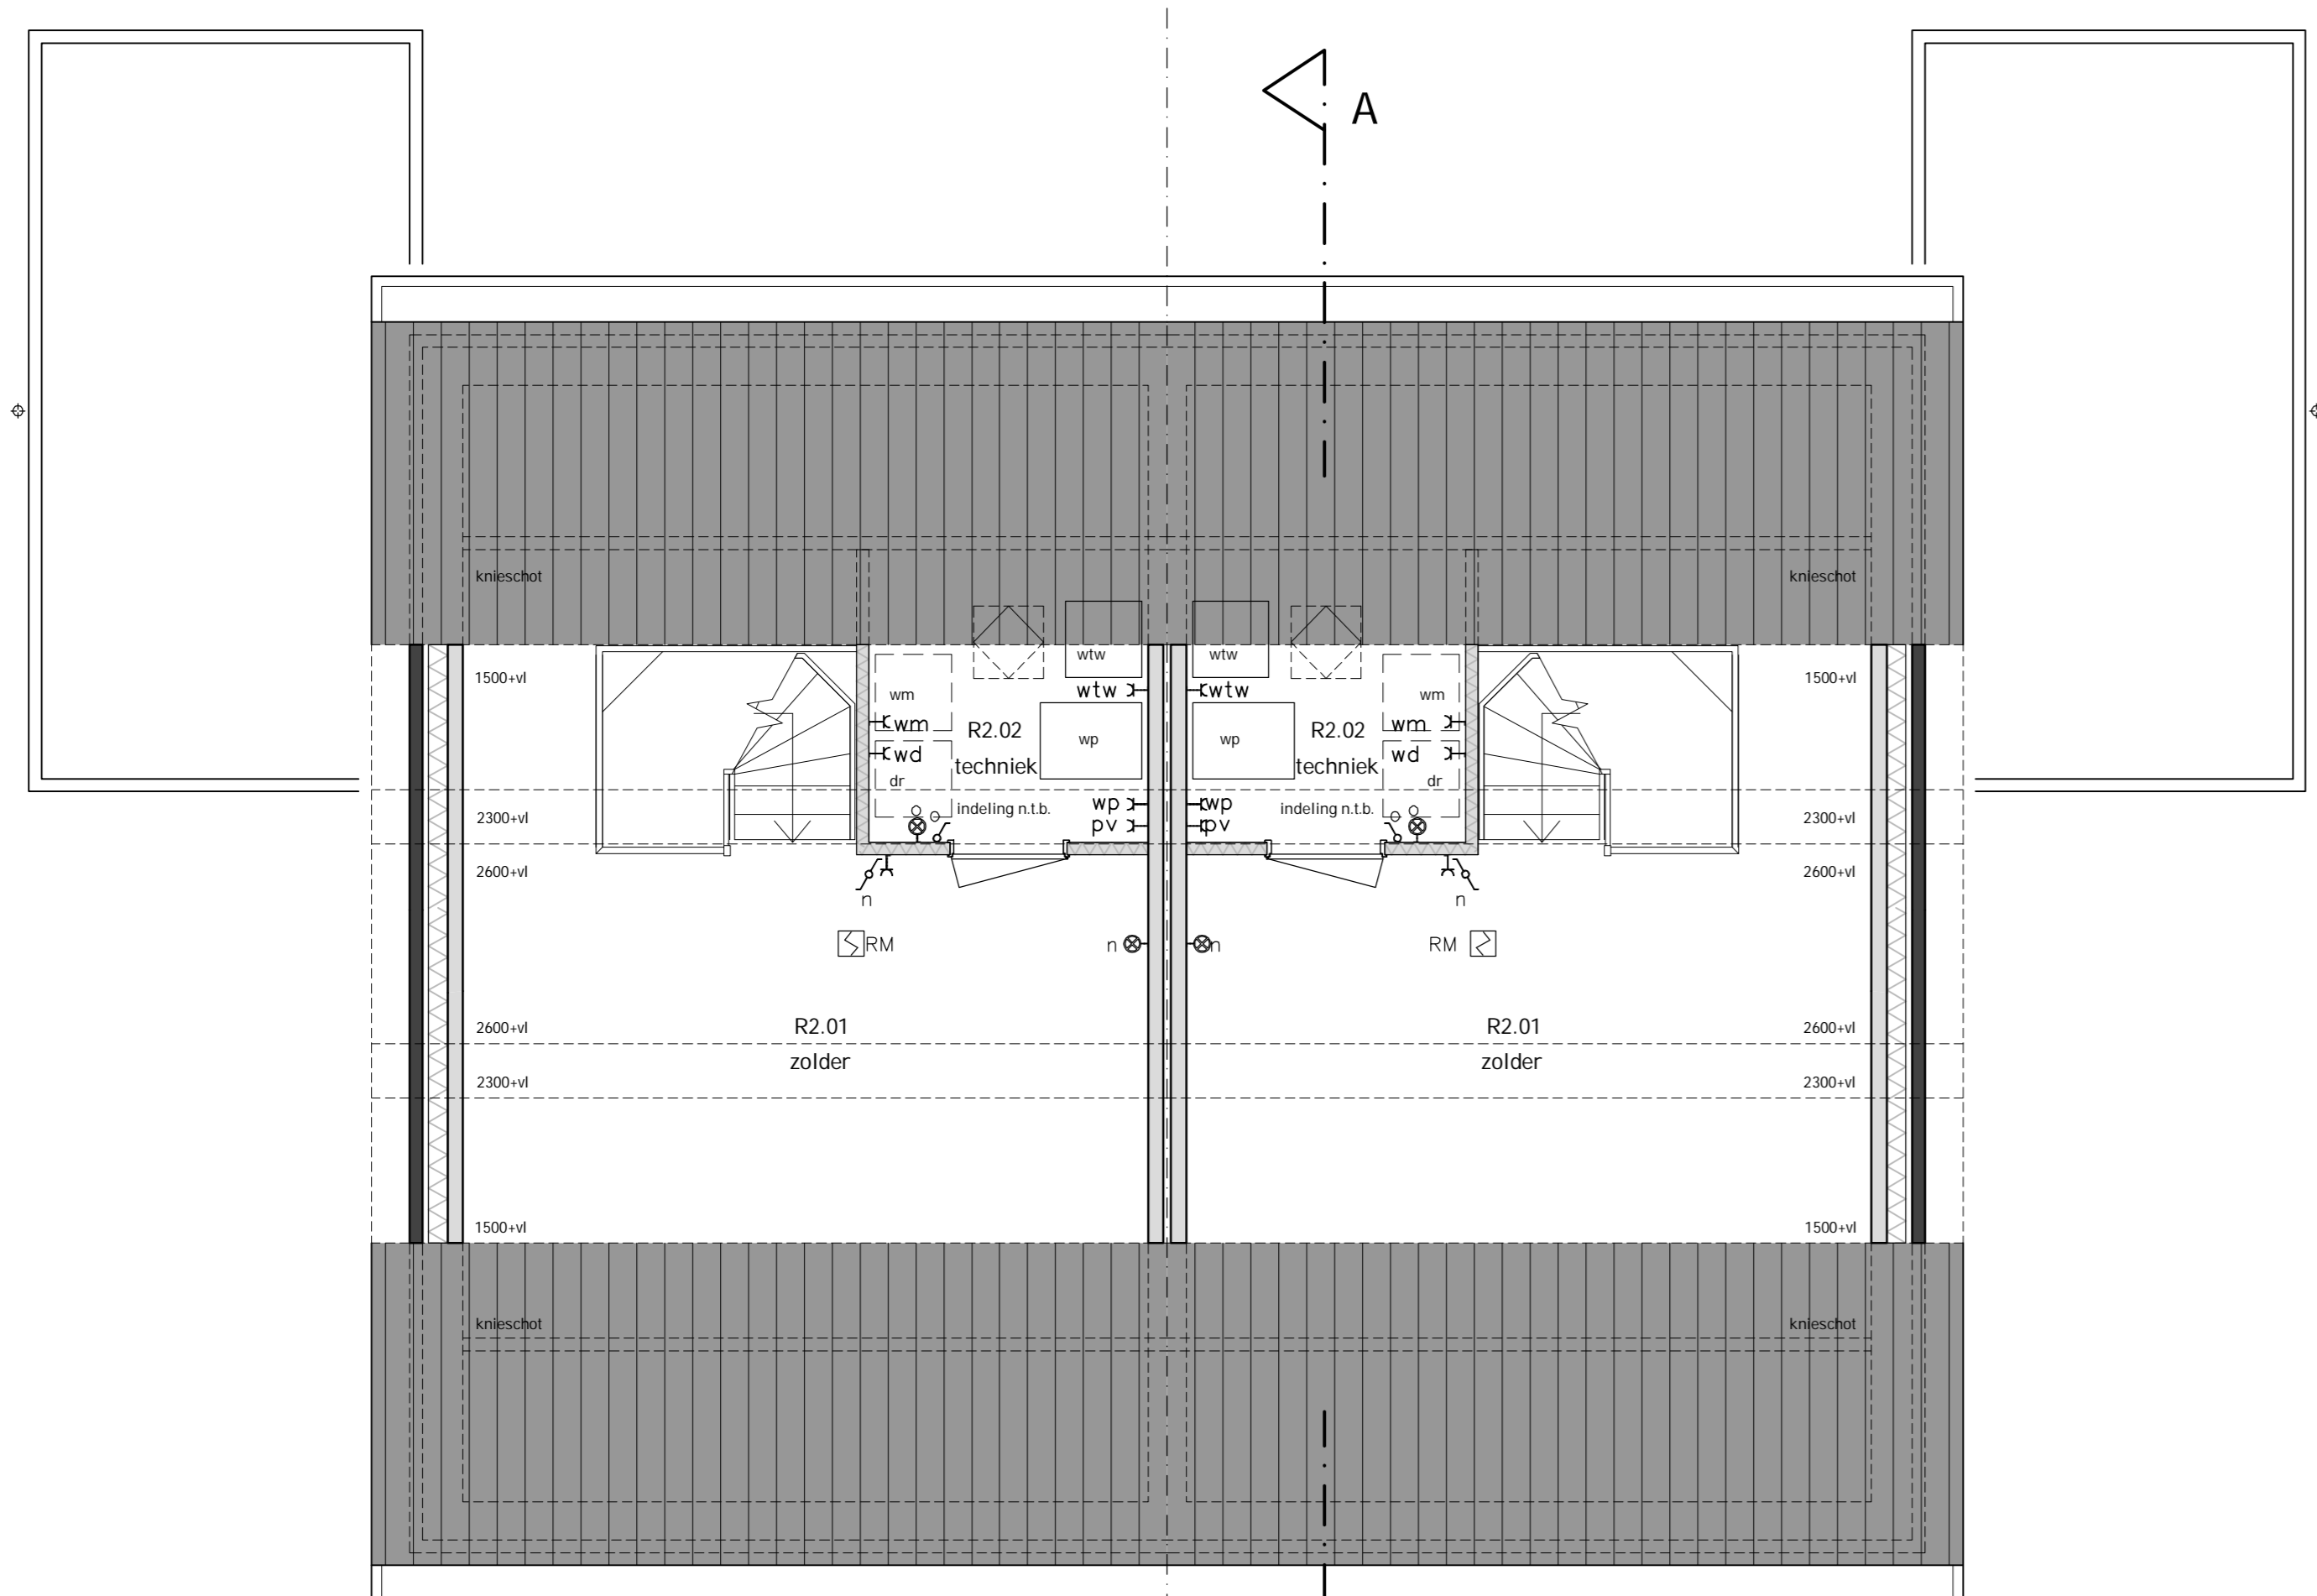 A
knieschot knieschot
wtw wtw
1500+vl 1500+vl
wm wtw wtw wm
wm R2.02 R2.02 wm
wp wp
wd wd
techniek techniek
dr dr
indeling n.t.b. wp wp indeling n.t.b.
2300+vl pv pv 2300+vl
2600+vl 2600+vl
n n
RM n n RM
2600+vl R2.01 R2.01 2600+vl
zolder zolder
2300+vl 2300+vl
1500+vl 1500+vl
knieschot knieschot